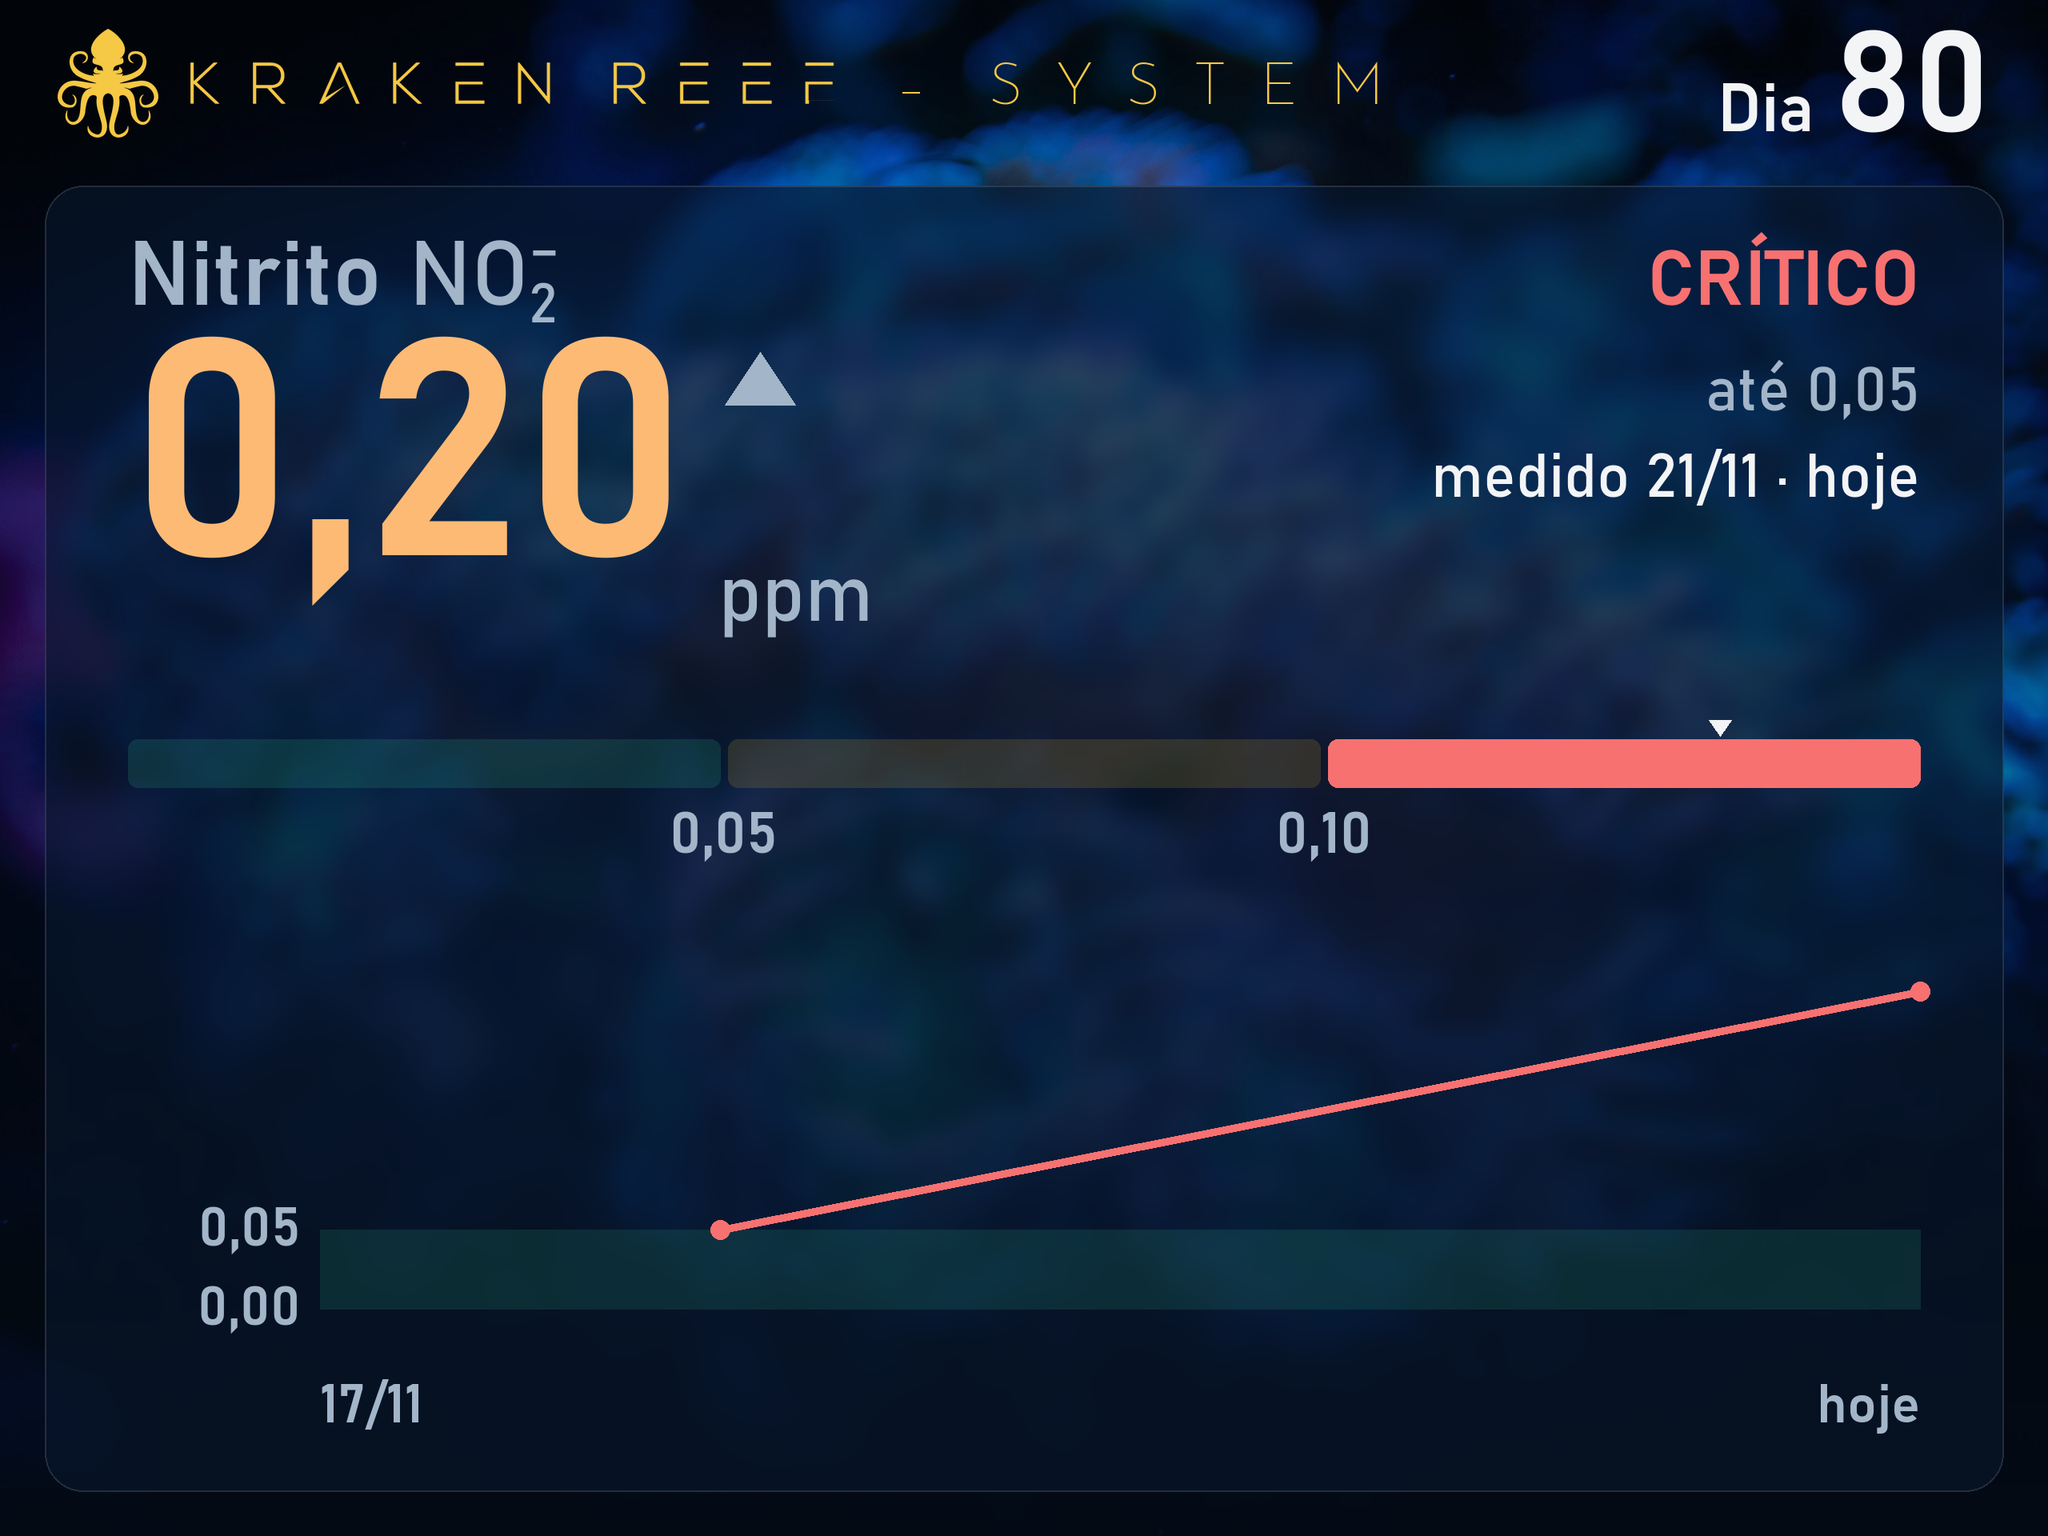 KRAKEN REEF - SYSTEM
Dia 80
Nitrito NO₂⁻
CRÍTICO
0,20 ppm
até 0,05
medido 21/11 · hoje
0,05
0,10
0,05
0,00
17/11
hoje